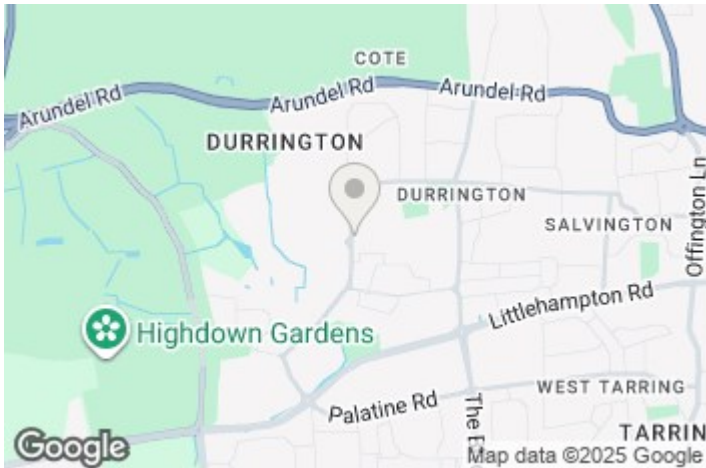 COTE
Arundel Rd
Arundel Rd
Arundel Rd
DURRINGTON
DURRINGTON
SALVINGTON
Offington Ln
Littlehampton Rd
Highdown Gardens
WEST TARRING
Palatine Rd
The B
TARRIN
Google
Map data ©2025 Google